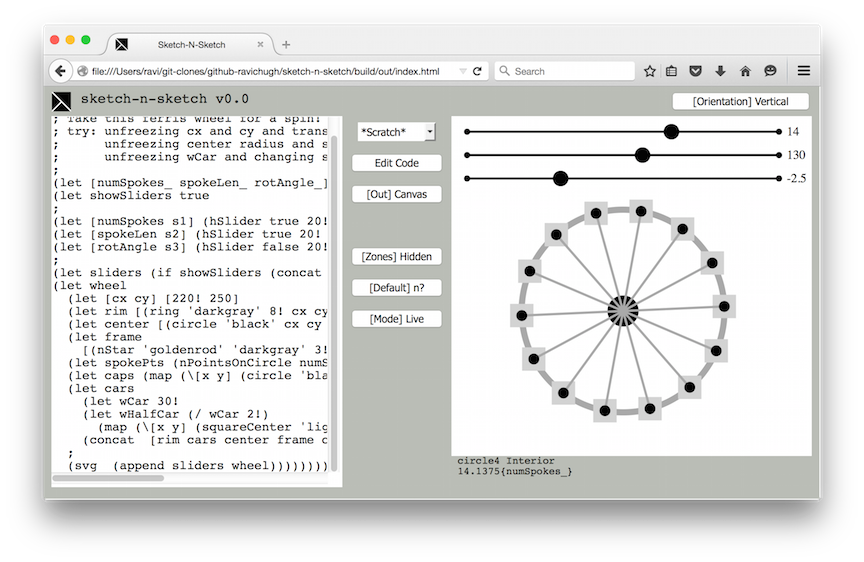 Sketch-N-Sketch
file:///Users/ravi/git-clones/github-ravichugh/sketch-n-sketch/build/out/index.html
Search
sketch-n-sketch v0.0
[Orientation] Vertical
; Take this ferris wheel for a spin!
; try: unfreezing cx and cy and trans
;      unfreezing center radius and s
;      unfreezing wCar and changing s
;
(let [numSpokes_ spokeLen_ rotAngle_]
(let showSliders true
;
(let [numSpokes s1] (hSlider true 20!
(let [spokeLen s2] (hSlider true 20!
(let [rotAngle s3] (hSlider false 20!
;
(let sliders (if showSliders (concat
(let wheel
  (let [cx cy] [220! 250]
  (let rim [(ring 'darkgray' 8! cx cy
  (let center [(circle 'black' cx cy
  (let frame
    [(nStar 'goldenrod' 'darkgray' 3!
  (let spokePts (nPointsOnCircle numS
  (let caps (map (\[x y] (circle 'bla
  (let cars
    (let wCar 30!
    (let wHalfCar (/ wCar 2!)
      (map (\[x y] (squareCenter 'lig
    (concat  [rim cars center frame c
  ;
  (svg  (append sliders wheel))))))))
*Scratch*
Edit Code
[Out] Canvas
[Zones] Hidden
[Default] n?
[Mode] Live
14
130
-2.5
circle4 Interior
14.1375{numSpokes_}